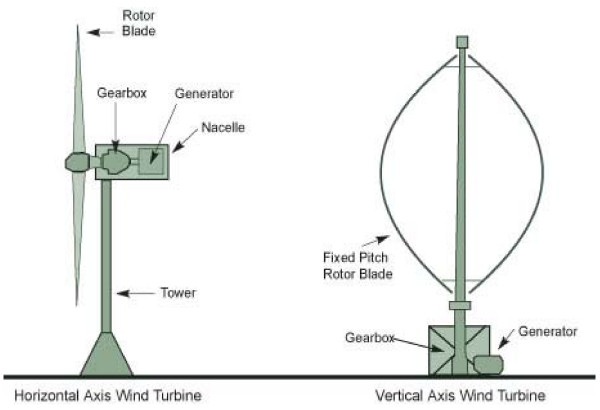 Rotor
Blade
Gearbox
Generator
Nacelle
Tower
Horizontal Axis Wind Turbine
Fixed Pitch
Rotor Blade
Gearbox
Generator
Vertical Axis Wind Turbine